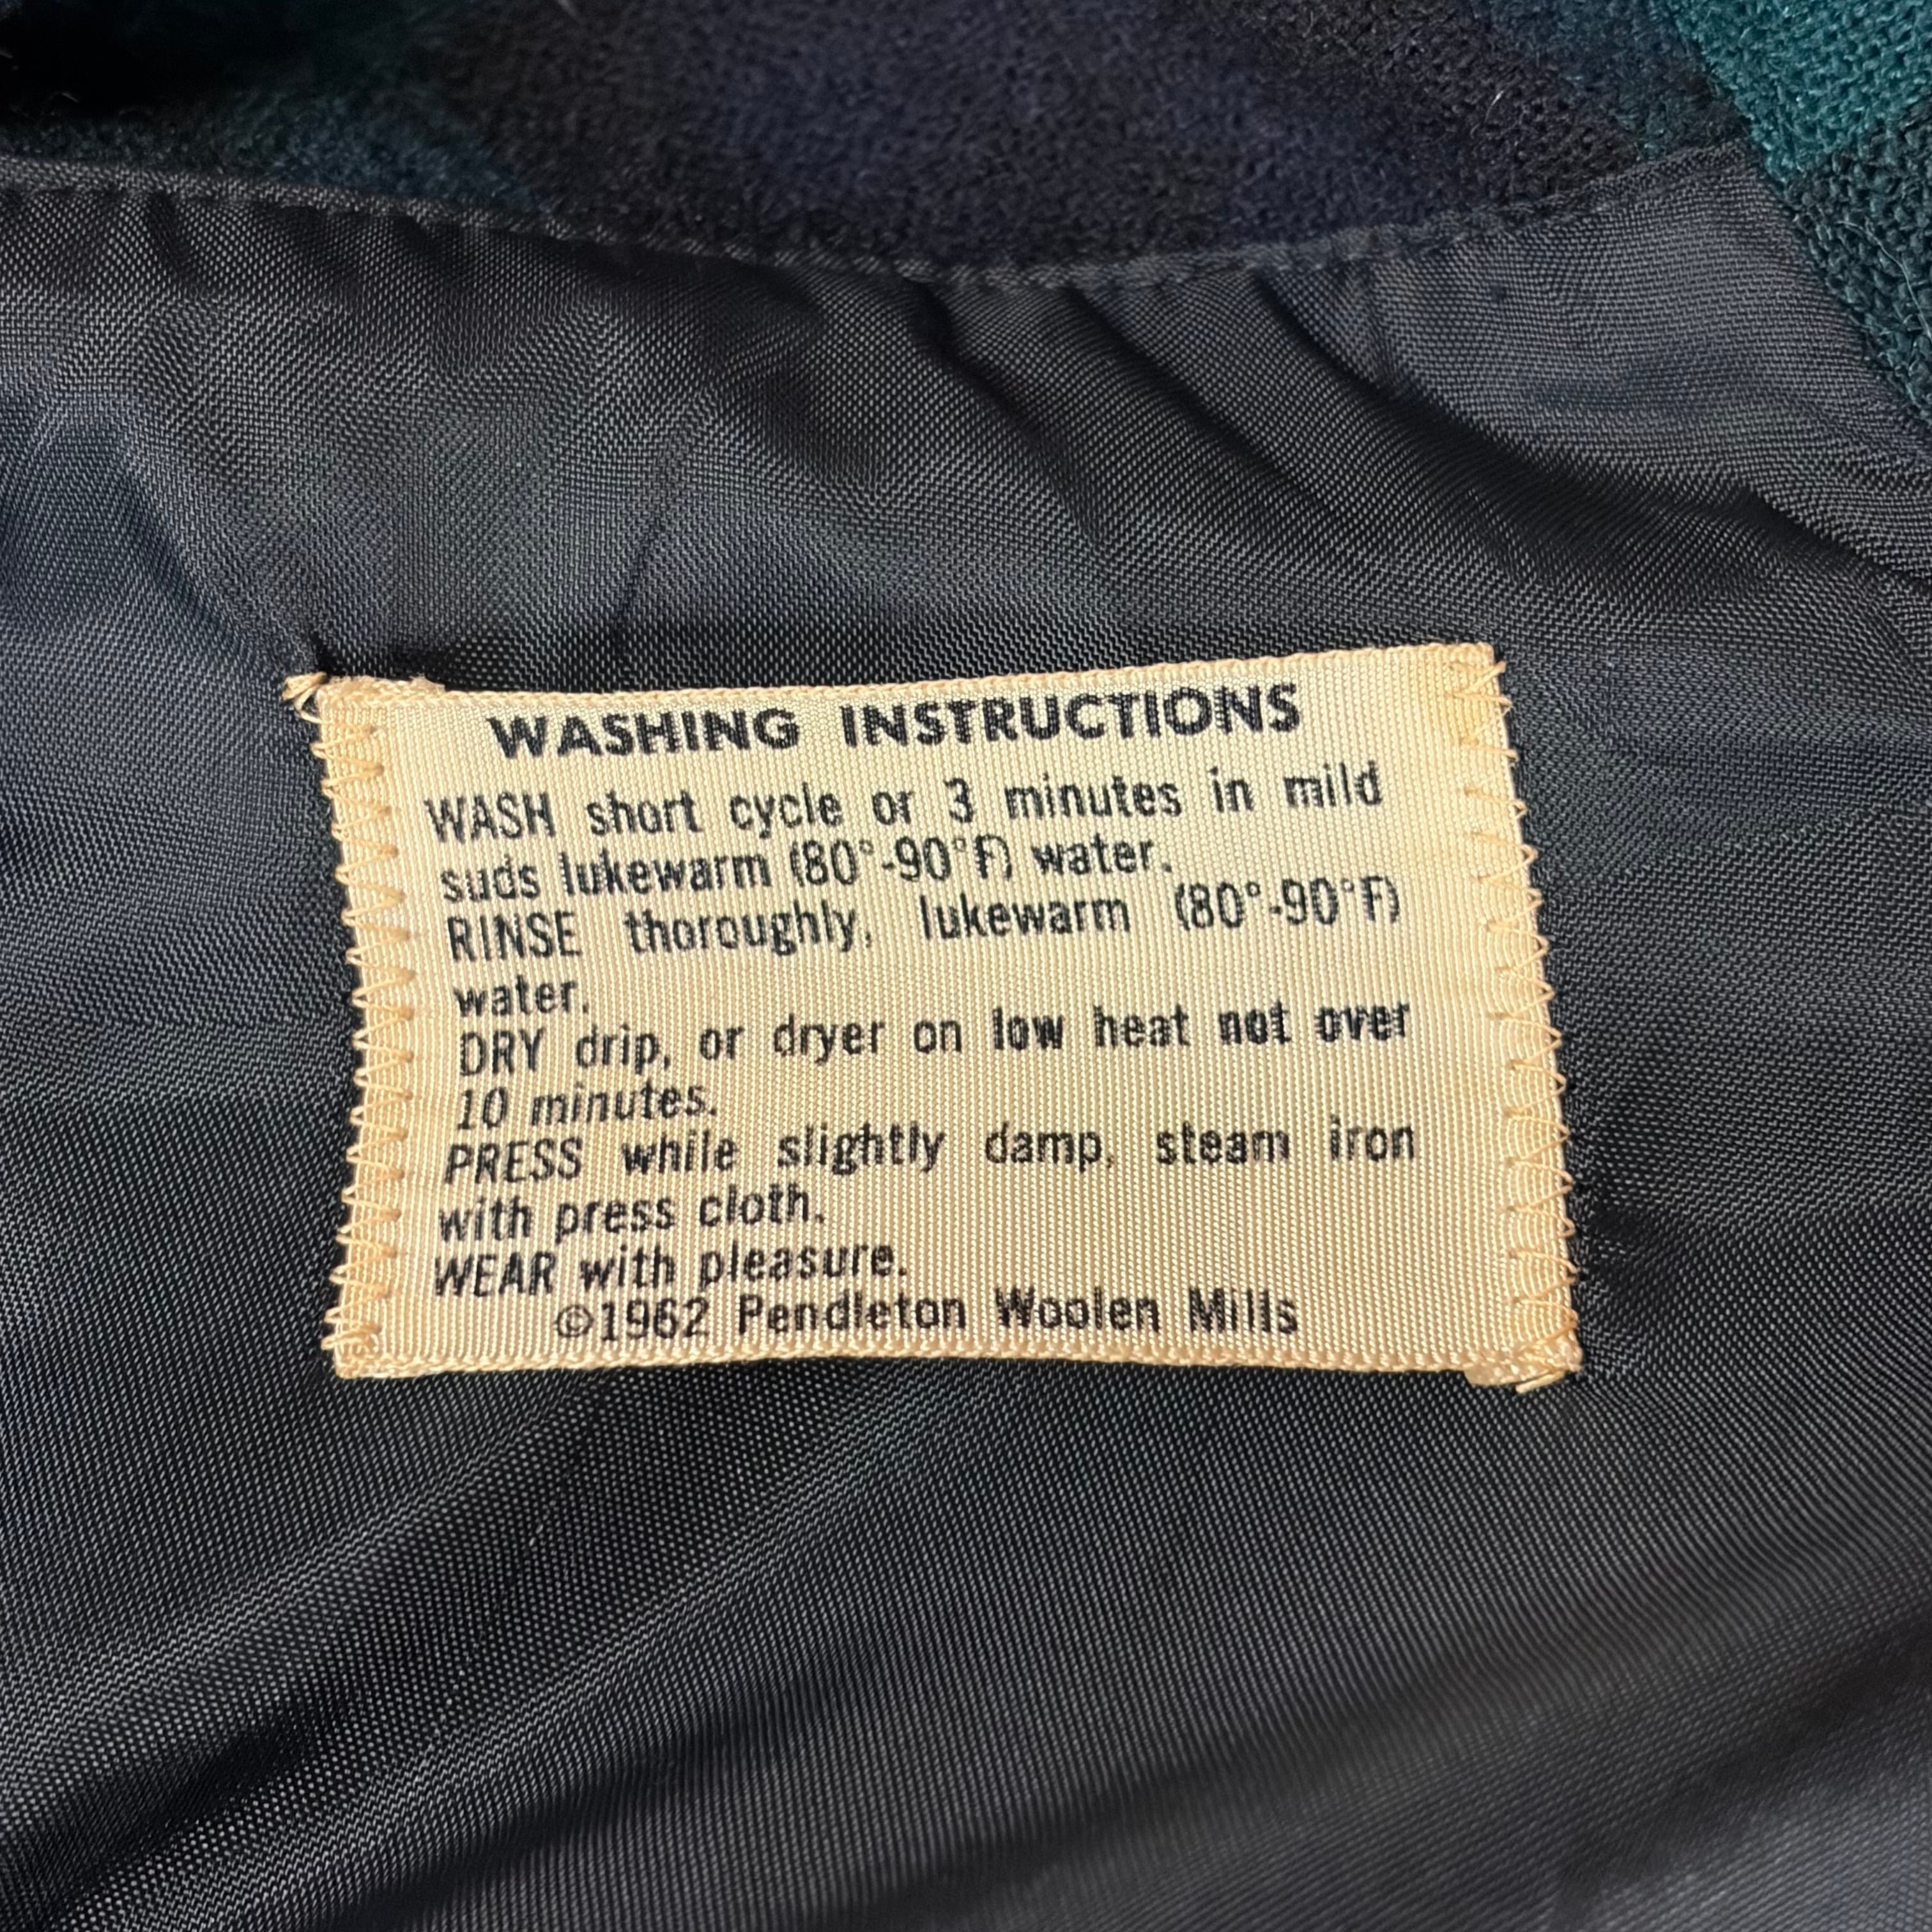 WASHING INSTRUCTIONS
WASH short cycle or 3 minutes in mild
suds lukewarm (80°-90°F) water.
RINSE thoroughly, lukewarm (80°-90°F)
water.
DRY drip, or dryer on low heat not over
10 minutes.
PRESS while slightly damp, steam iron
with press cloth.
WEAR with pleasure.
©1962 Pendleton Woolen Mills